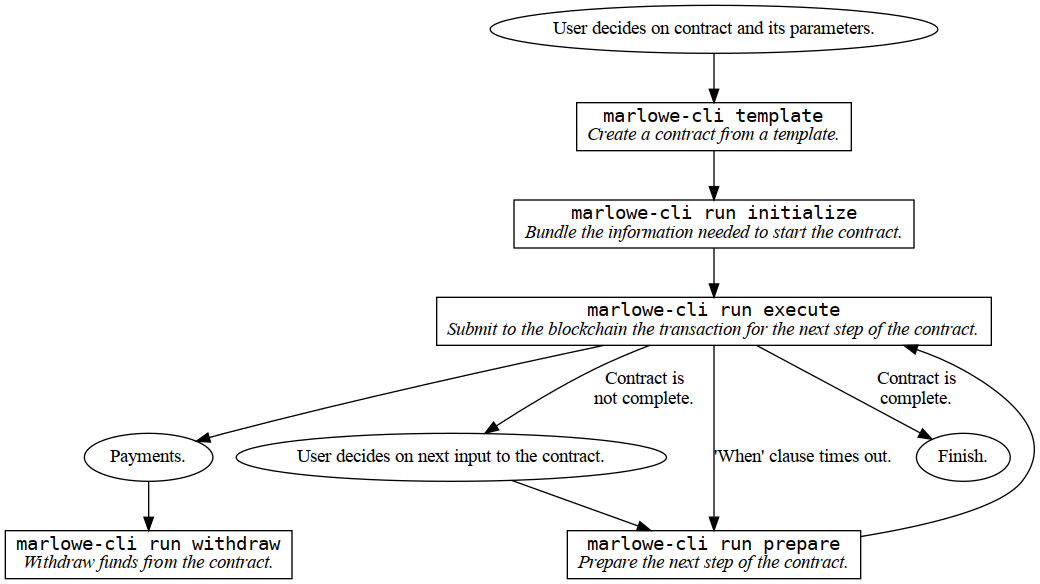 User decides on contract and its parameters.
marlowe-cli template
Create a contract from a template.
marlowe-cli run initialize
Bundle the information needed to start the contract.
marlowe-cli run execute
Submit to the blockchain the transaction for the next step of the contract.
Contract is
not complete.
Contract is
complete.
Payments.
User decides on next input to the contract.
'When' clause times out.
Finish.
marlowe-cli run withdraw
Withdraw funds from the contract.
marlowe-cli run prepare
Prepare the next step of the contract.